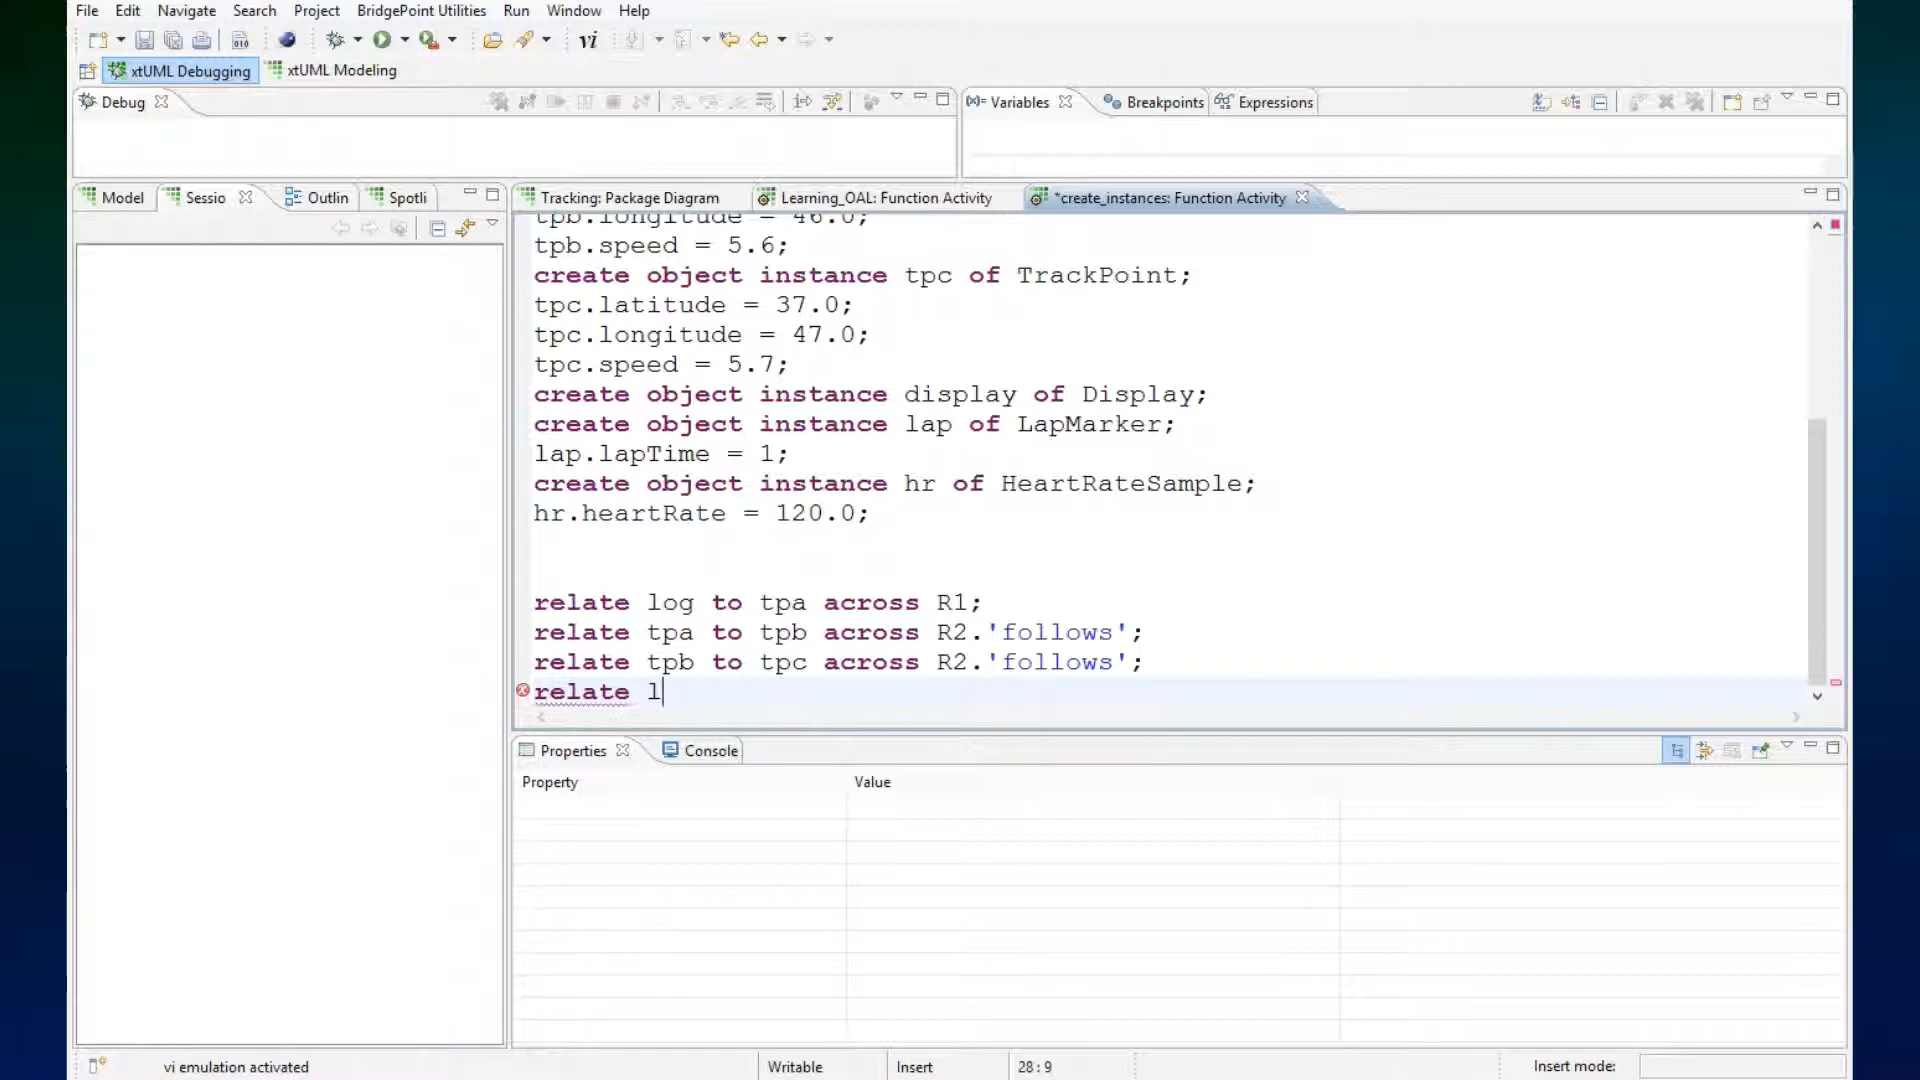 File Edit Navigate Search Project BridgePoint Utilities Run Window Help
vi
xtUML Debugging xtUML Modeling
Debug
(x)= Variables Breakpoints Expressions
Model Sessio Outlin Spotli
Tracking: Package Diagram Learning_OAL: Function Activity *create_instances: Function Activity
tpb.longitude = 46.0;
tpb.speed = 5.6;
create object instance tpc of TrackPoint;
tpc.latitude = 37.0;
tpc.longitude = 47.0;
tpc.speed = 5.7;
create object instance display of Display;
create object instance lap of LapMarker;
lap.lapTime = 1;
create object instance hr of HeartRateSample;
hr.heartRate = 120.0;
relate log to tpa across R1;
relate tpa to tpb across R2.'follows';
relate tpb to tpc across R2.'follows';
relate l
Properties Console
Property Value
vi emulation activated Writable Insert 28 : 9 Insert mode: